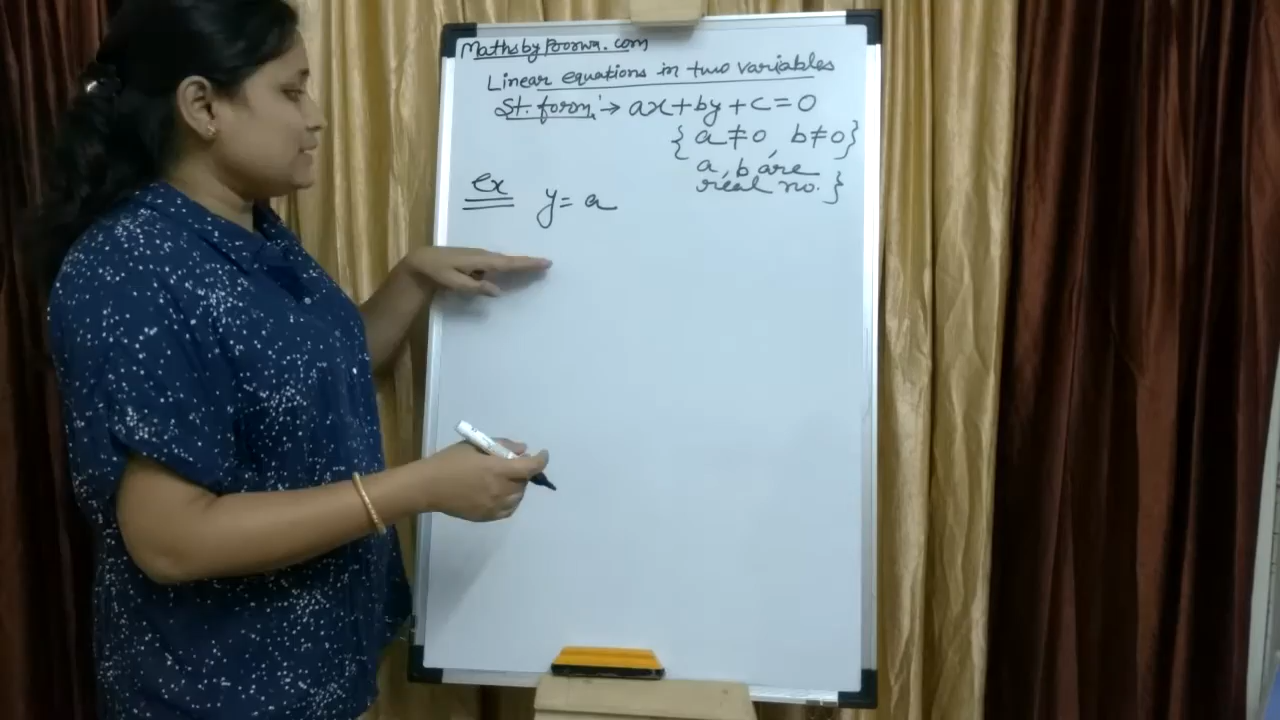 MathsbyPoorwa.com
Linear equations in two variables
St. form:→ ax+by+c=0
{a≠0, b≠0}
a, b are
real no.}
ex y=a